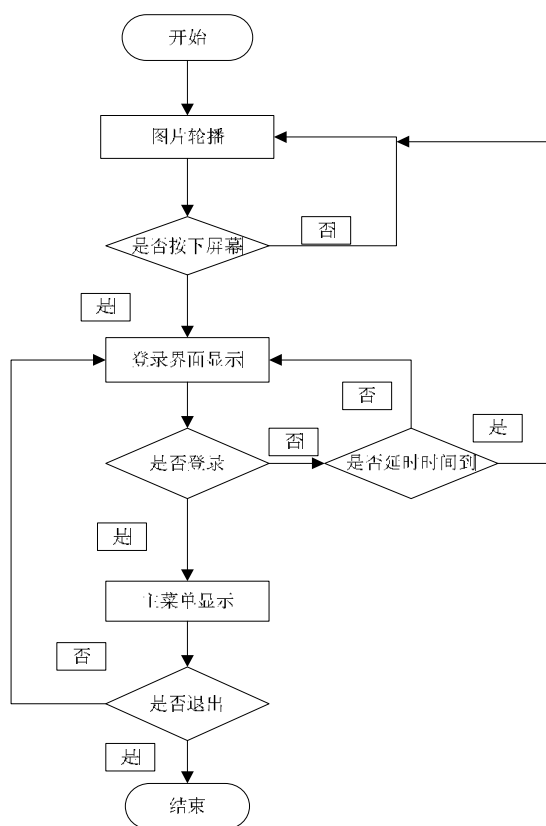 开始
图片轮播
是否按下屏幕
否
是
登录界面显示
否
是
是否登录
否
是否延时时间到
是
主菜单显示
否
是否退出
是
结束